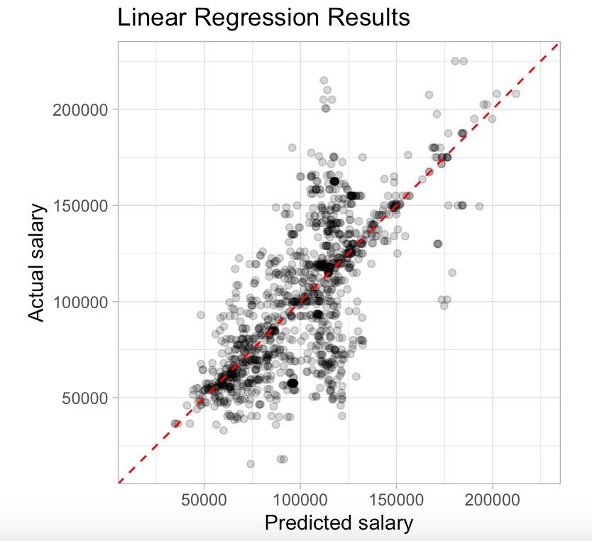 Linear Regression Results
Actual salary
200000
150000
100000
50000
50000 100000 150000 200000
Predicted salary